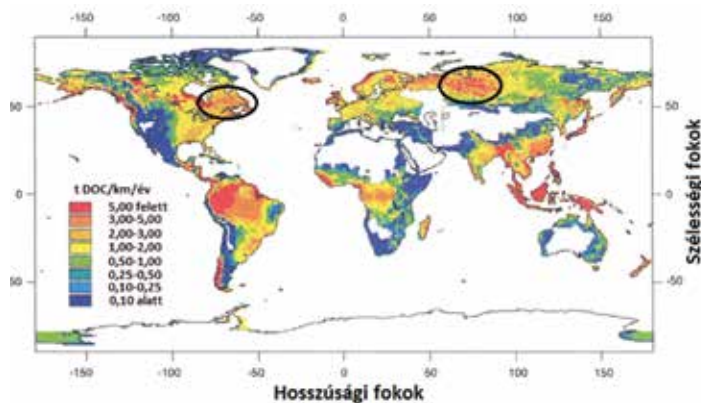 -150 -100 -50 0 50 100 150
50 50
t DOC/km/év
5,00 felett
3,00-5,00
2,00-3,00
1,00-2,00
0,50-1,00
0,25-0,50
0,10-0,25
0,10 alatt
0 0
-50 -50
Szélességi fokok
-150 -100 -50 0 50 100 150
Hosszúsági fokok